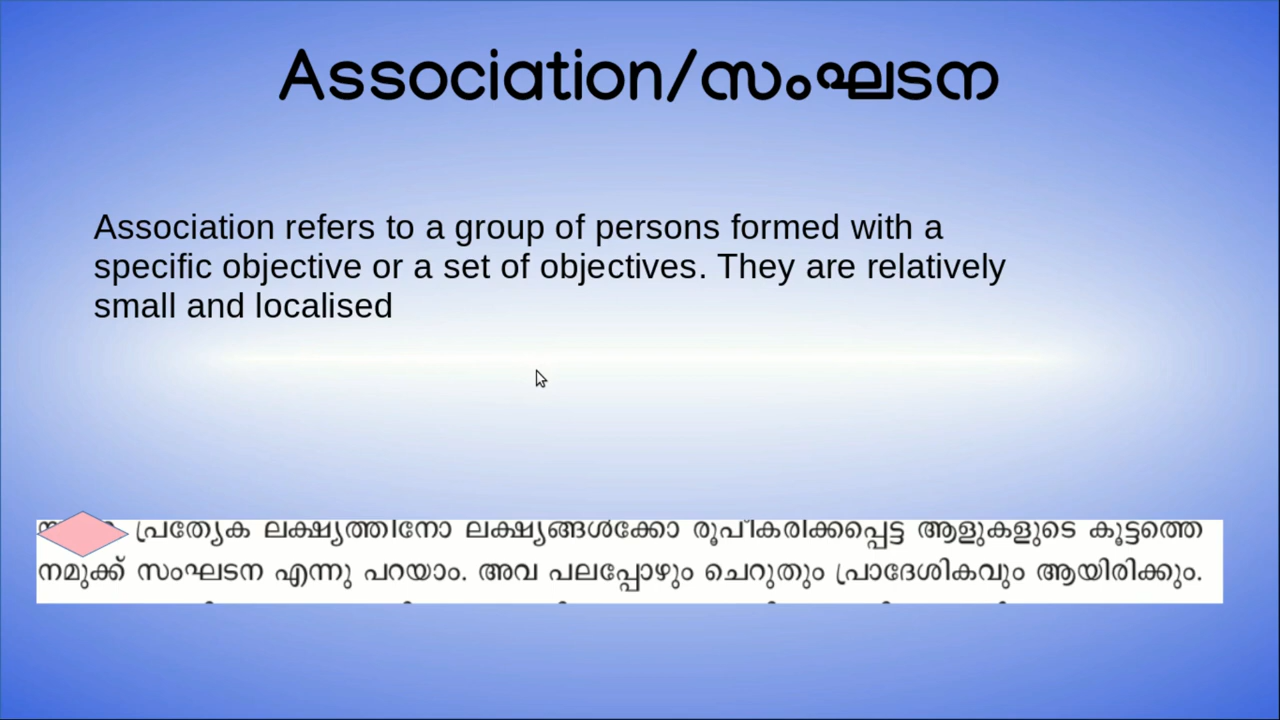 Association/സംഘടന
Association refers to a group of persons formed with a
specific objective or a set of objectives. They are relatively
small and localised
പ്രത്യേക ലക്ഷ്യത്തിനോ ലക്ഷ്യങ്ങൾക്കോ രൂപീകരിക്കപ്പെട്ട ആളുകളുടെ കൂട്ടത്തെ
നമുക്ക് സംഘടന എന്നു പറയാം. അവ പലപ്പോഴും ചെറുതും പ്രാദേശികവും ആയിരിക്കും.